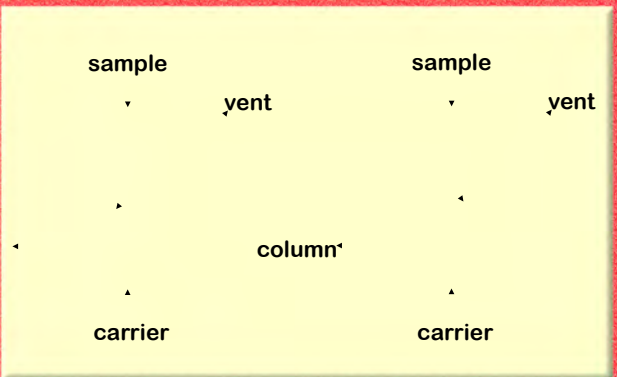 sample sample
vent vent
column
carrier carrier